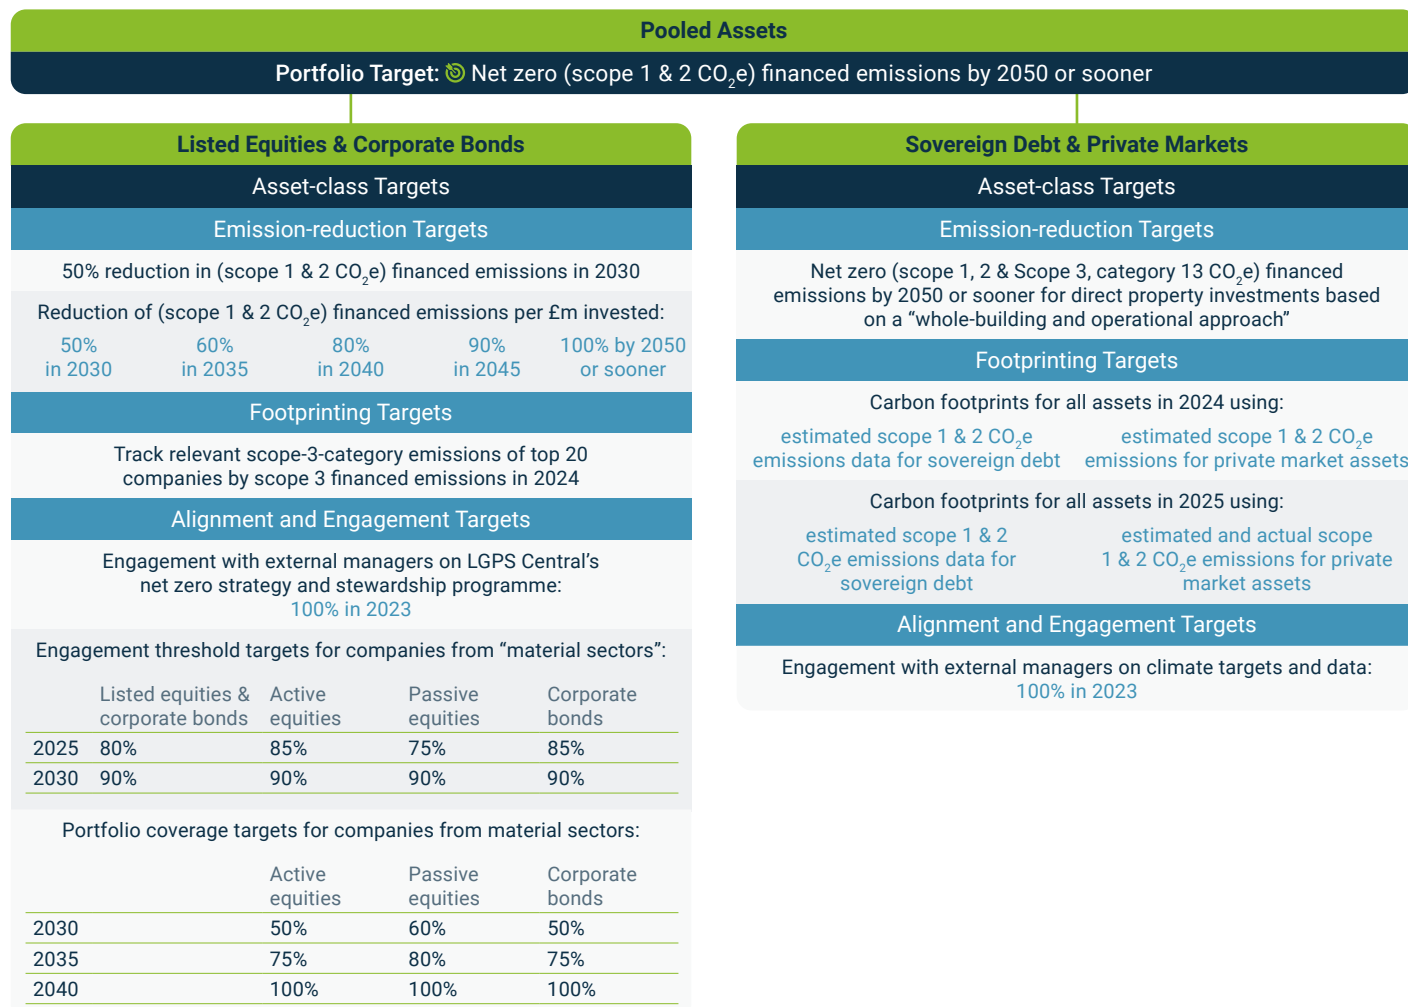 Pooled Assets
Portfolio Target: Net zero (scope 1 & 2 CO₂e) financed emissions by 2050 or sooner
Listed Equities & Corporate Bonds
Asset-class Targets
Emission-reduction Targets
50% reduction in (scope 1 & 2 CO₂e) financed emissions in 2030
Reduction of (scope 1 & 2 CO₂e) financed emissions per £m invested:
50% 60% 80% 90% 100% by 2050
in 2030 in 2035 in 2040 in 2045 or sooner
Footprinting Targets
Track relevant scope-3-category emissions of top 20
companies by scope 3 financed emissions in 2024
Alignment and Engagement Targets
Engagement with external managers on LGPS Central’s
net zero strategy and stewardship programme:
100% in 2023
Engagement threshold targets for companies from “material sectors”:
Listed equities & Active Passive Corporate
corporate bonds equities equities bonds
2025 80% 85% 75% 85%
2030 90% 90% 90% 90%
Portfolio coverage targets for companies from material sectors:
Active Passive Corporate
equities equities bonds
2030 50% 60% 50%
2035 75% 80% 75%
2040 100% 100% 100%
Sovereign Debt & Private Markets
Asset-class Targets
Emission-reduction Targets
Net zero (scope 1, 2 & Scope 3, category 13 CO₂e) financed
emissions by 2050 or sooner for direct property investments based
on a “whole-building and operational approach”
Footprinting Targets
Carbon footprints for all assets in 2024 using:
estimated scope 1 & 2 CO₂e
emissions data for sovereign debt
estimated scope 1 & 2 CO₂e
emissions for private market assets
Carbon footprints for all assets in 2025 using:
estimated scope 1 & 2
CO₂e emissions data for
sovereign debt
estimated and actual scope
1 & 2 CO₂e emissions for private
market assets
Alignment and Engagement Targets
Engagement with external managers on climate targets and data:
100% in 2023